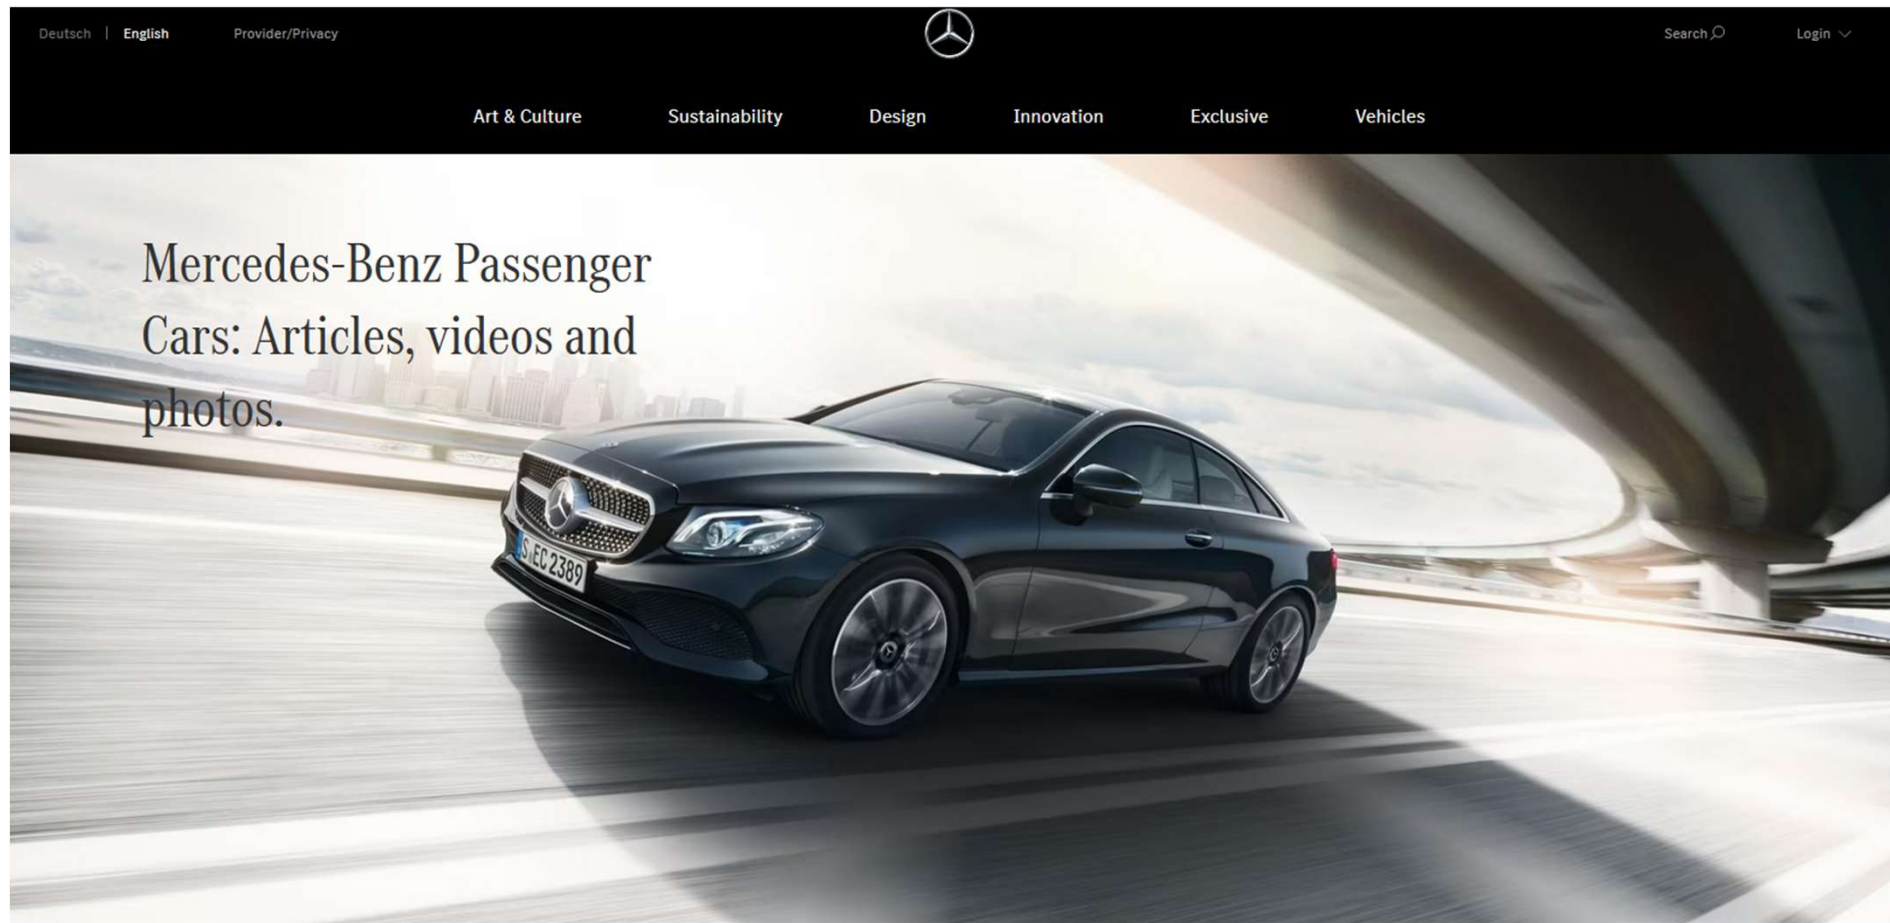 Deutsch | English Provider/Privacy Search Login
Art & Culture Sustainability Design Innovation Exclusive Vehicles
Mercedes-Benz Passenger
Cars: Articles, videos and
photos.
S EC 2389